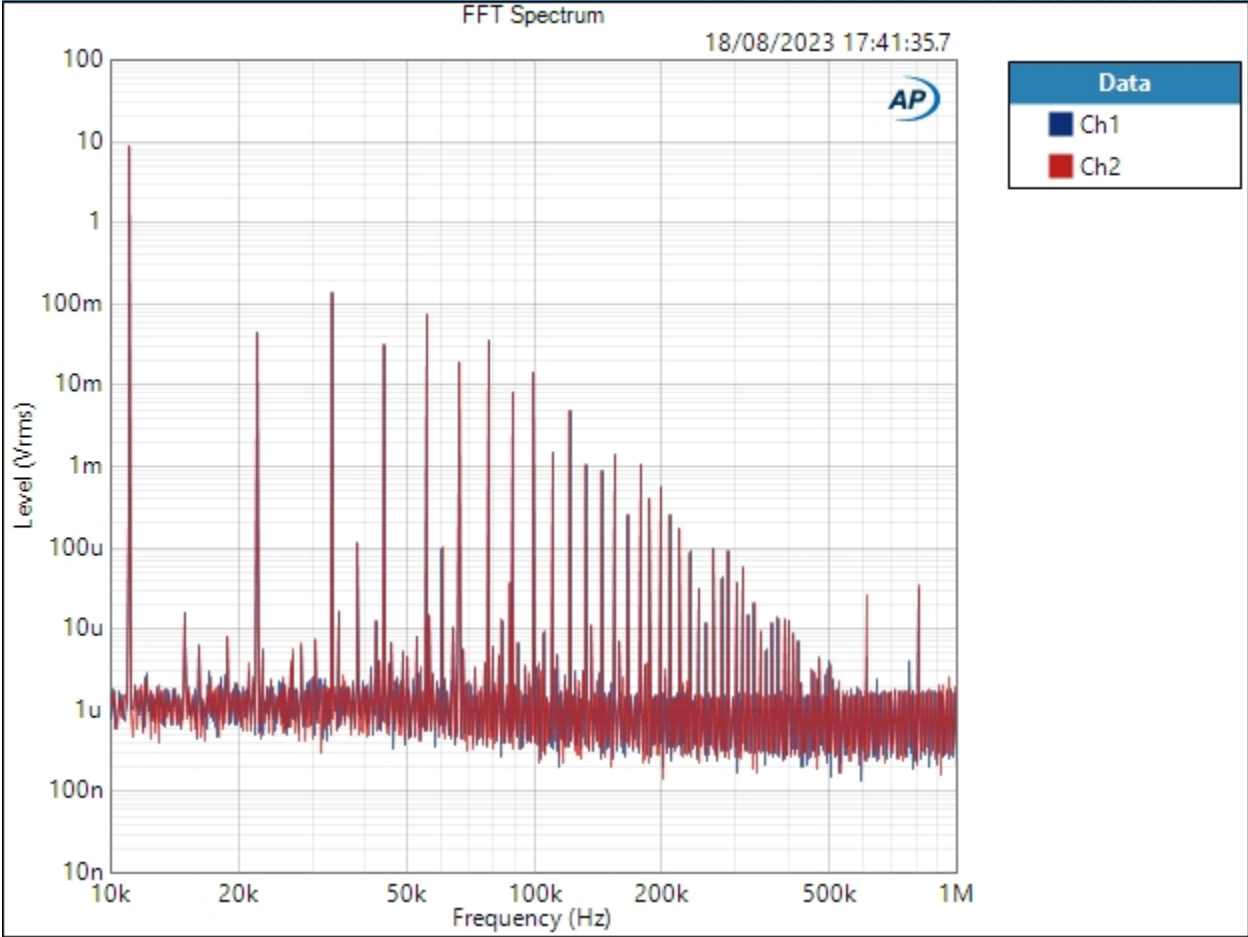 FFT Spectrum
18/08/2023 17:41:35.7
AP
Data
Ch1
Ch2
100
10
1
100m
10m
1m
100u
10u
1u
100n
10n
Level (Vrms)
10k 20k 50k 100k 200k 500k 1M
Frequency (Hz)